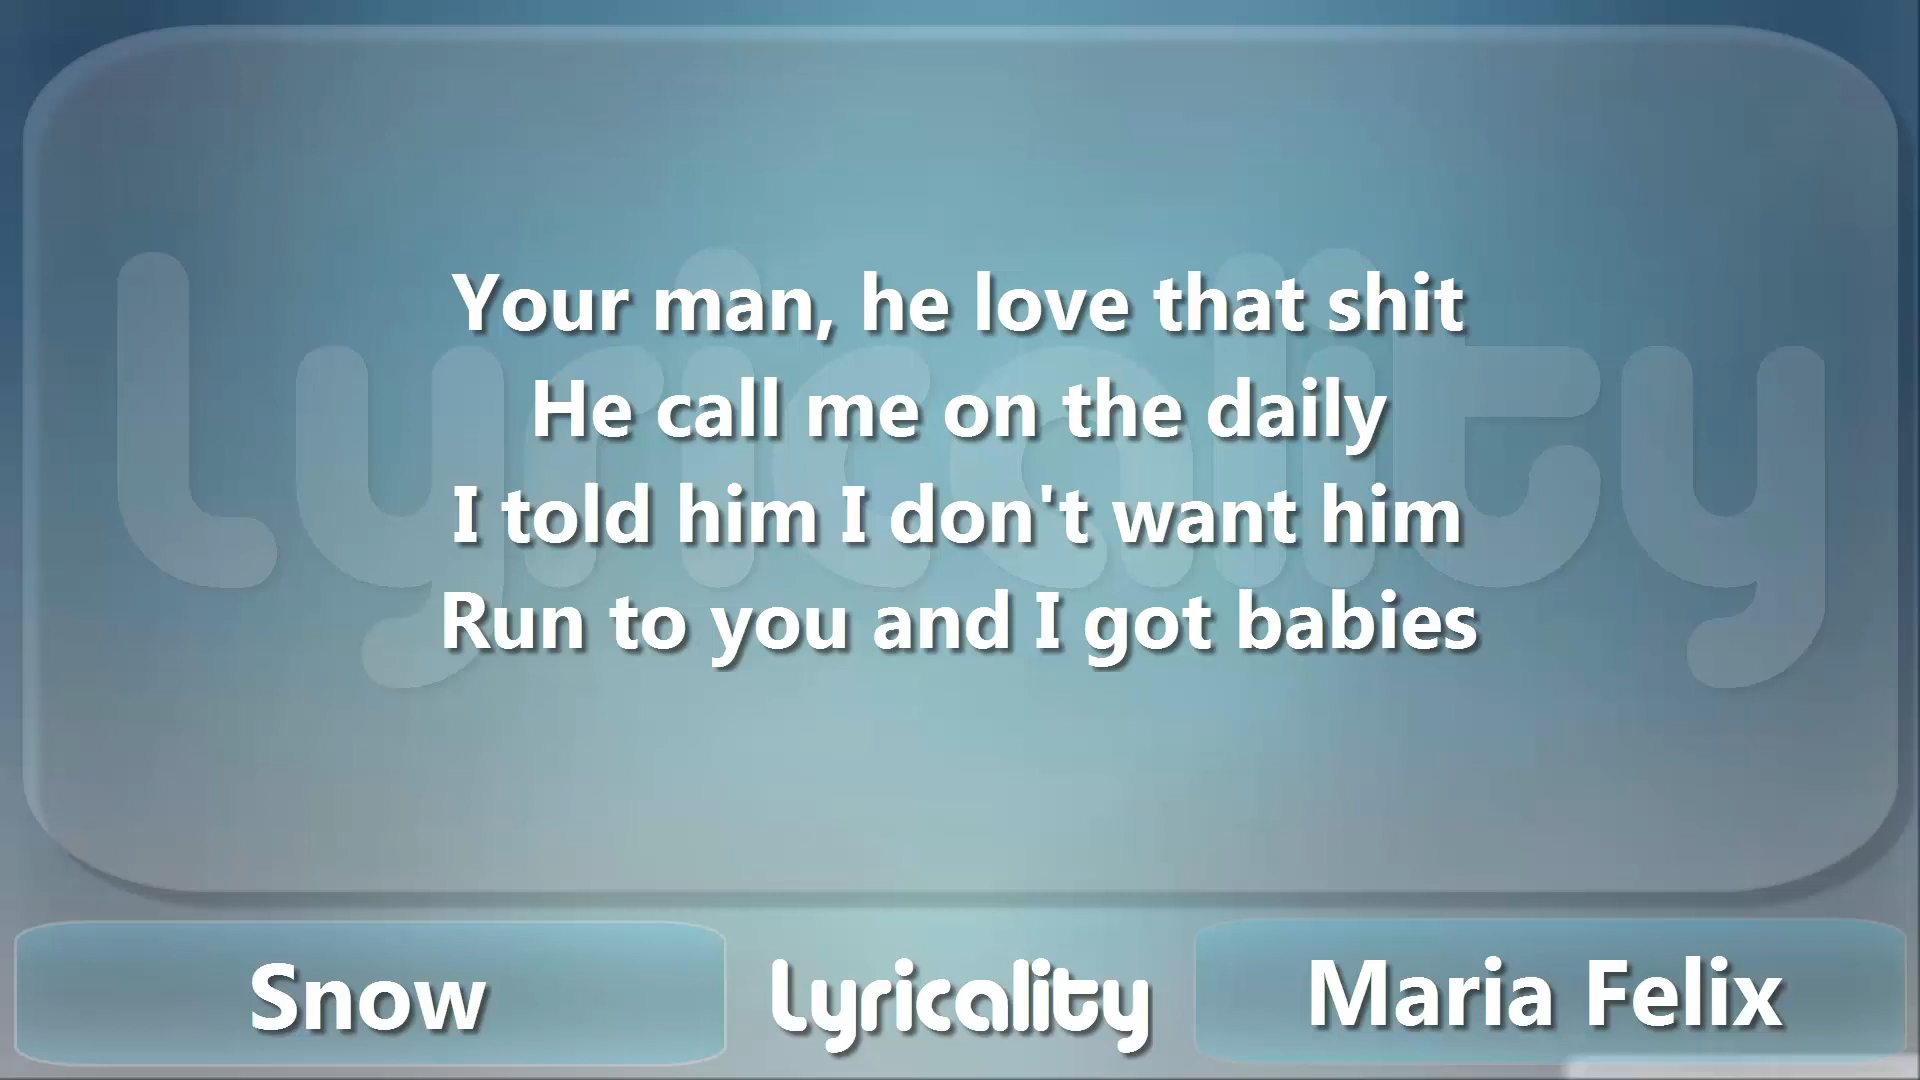 Your man, he love that shit
He call me on the daily
I told him I don't want him
Run to you and I got babies
Lyricality
Snow
Lyricality
Maria Felix